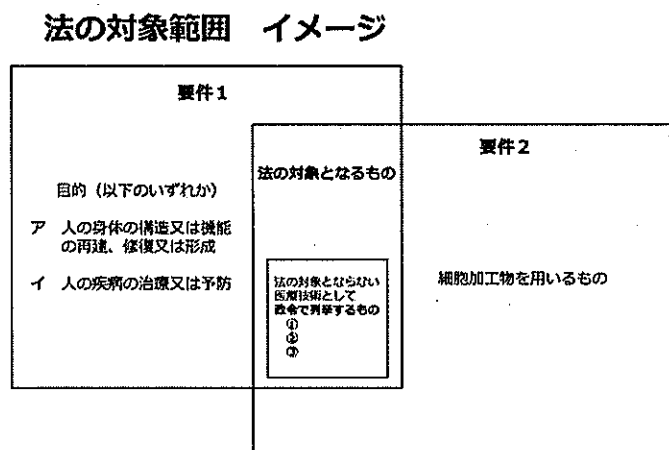 法の対象範囲　イメージ
要件１
目的（以下のいずれか）
ア　人の身体の構造又は機能
の再建、修復又は形成
イ　人の疾病の治療又は予防
法の対象となるもの
法の対象とならない
医療技術として
政令で列挙するもの
①
②
③
要件２
細胞加工物を用いるもの